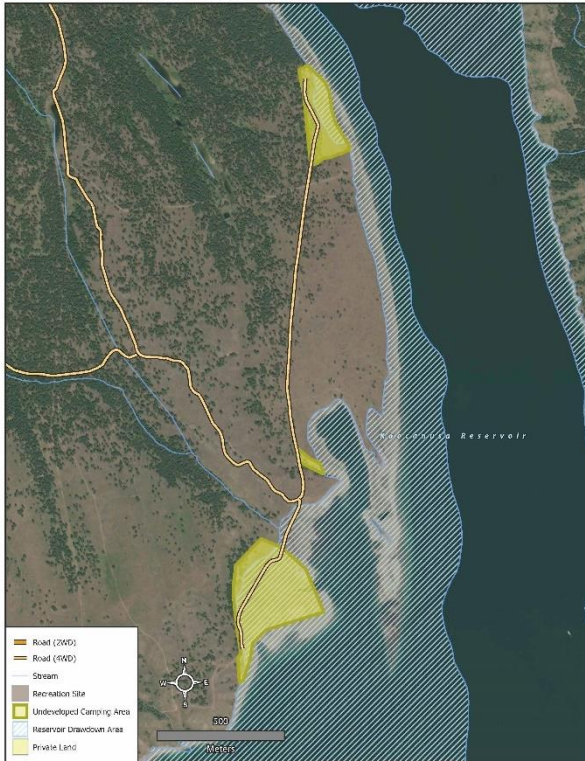 Koocanusa Reservoir
Road (2WD)
Road (4WD)
Stream
Recreation Site
Undeveloped Camping Area
Reservoir Drawdown Area
Private Land
N
W E
S
500
Meters